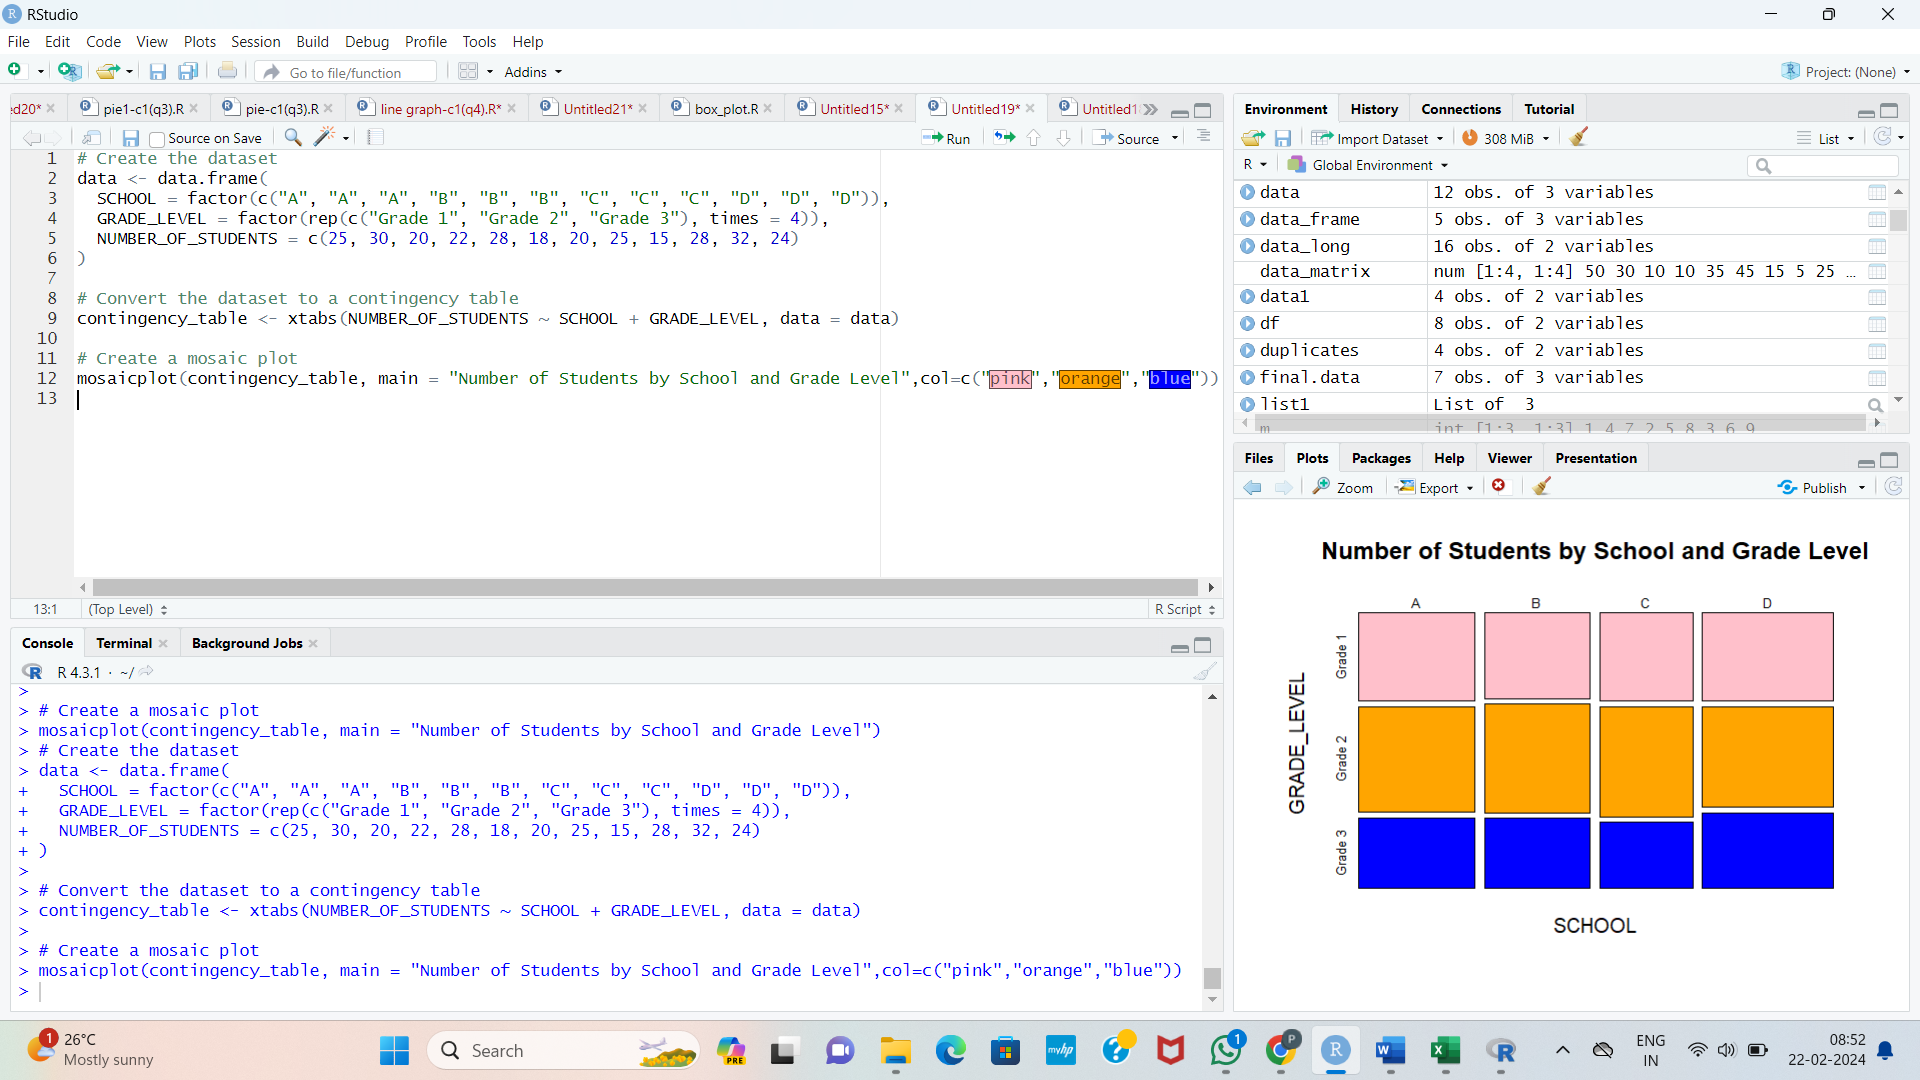 RStudio
File Edit Code View Plots Session Build Debug Profile Tools Help
Go to file/function Addins Project: (None)
ed20* pie1-c1(q3).R pie-c1(q3).R line graph-c1(q4).R* Untitled21* box_plot.R Untitled15* Untitled19* Untitled1
Source on Save Run Source
1 # Create the dataset
2 data <- data.frame(
3 SCHOOL = factor(c("A", "A", "A", "B", "B", "B", "C", "C", "C", "D", "D", "D")),
4 GRADE_LEVEL = factor(rep(c("Grade 1", "Grade 2", "Grade 3"), times = 4)),
5 NUMBER_OF_STUDENTS = c(25, 30, 20, 22, 28, 18, 20, 25, 15, 28, 32, 24)
6 )
7
8 # Convert the dataset to a contingency table
9 contingency_table <- xtabs(NUMBER_OF_STUDENTS ~ SCHOOL + GRADE_LEVEL, data = data)
10
11 # Create a mosaic plot
12 mosaicplot(contingency_table, main = "Number of Students by School and Grade Level",col=c("pink","orange","blue"))
13
13:1 (Top Level) R Script
Console Terminal Background Jobs
R 4.3.1 · ~/
>
> # Create a mosaic plot
> mosaicplot(contingency_table, main = "Number of Students by School and Grade Level")
> # Create the dataset
> data <- data.frame(
+ SCHOOL = factor(c("A", "A", "A", "B", "B", "B", "C", "C", "C", "D", "D", "D")),
+ GRADE_LEVEL = factor(rep(c("Grade 1", "Grade 2", "Grade 3"), times = 4)),
+ NUMBER_OF_STUDENTS = c(25, 30, 20, 22, 28, 18, 20, 25, 15, 28, 32, 24)
+ )
>
> # Convert the dataset to a contingency table
> contingency_table <- xtabs(NUMBER_OF_STUDENTS ~ SCHOOL + GRADE_LEVEL, data = data)
>
> # Create a mosaic plot
> mosaicplot(contingency_table, main = "Number of Students by School and Grade Level",col=c("pink","orange","blue"))
>
Environment History Connections Tutorial
Import Dataset 308 MiB List
R Global Environment
data 12 obs. of 3 variables
data_frame 5 obs. of 3 variables
data_long 16 obs. of 2 variables
data_matrix num [1:4, 1:4] 50 30 10 10 35 45 15 5 25 ...
data1 4 obs. of 2 variables
df 8 obs. of 2 variables
duplicates 4 obs. of 2 variables
final.data 7 obs. of 3 variables
list1 List of 3
m int [1:3, 1:3] 1 4 7 2 5 8 3 6 9
Files Plots Packages Help Viewer Presentation
Zoom Export Publish
Number of Students by School and Grade Level
A B C D
Grade 1
Grade 2
Grade 3
GRADE_LEVEL
SCHOOL
1 26°C
Mostly sunny
Search
PRE
myhp
1
P
ENG
IN
08:52
22-02-2024